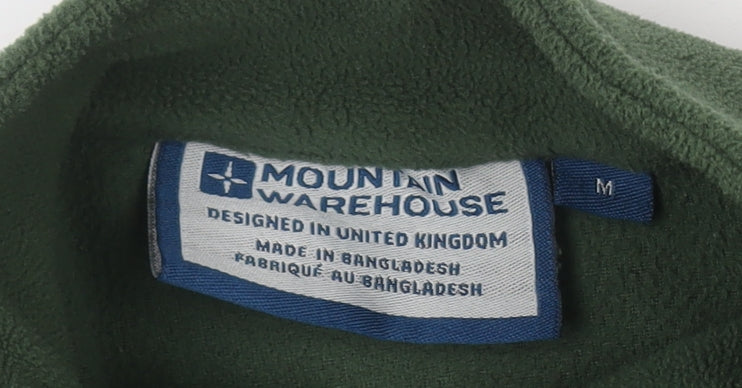 MOUNTAIN
WAREHOUSE
DESIGNED IN UNITED KINGDOM
MADE IN BANGLADESH
FABRIQUÉ AU BANGLADESH
M